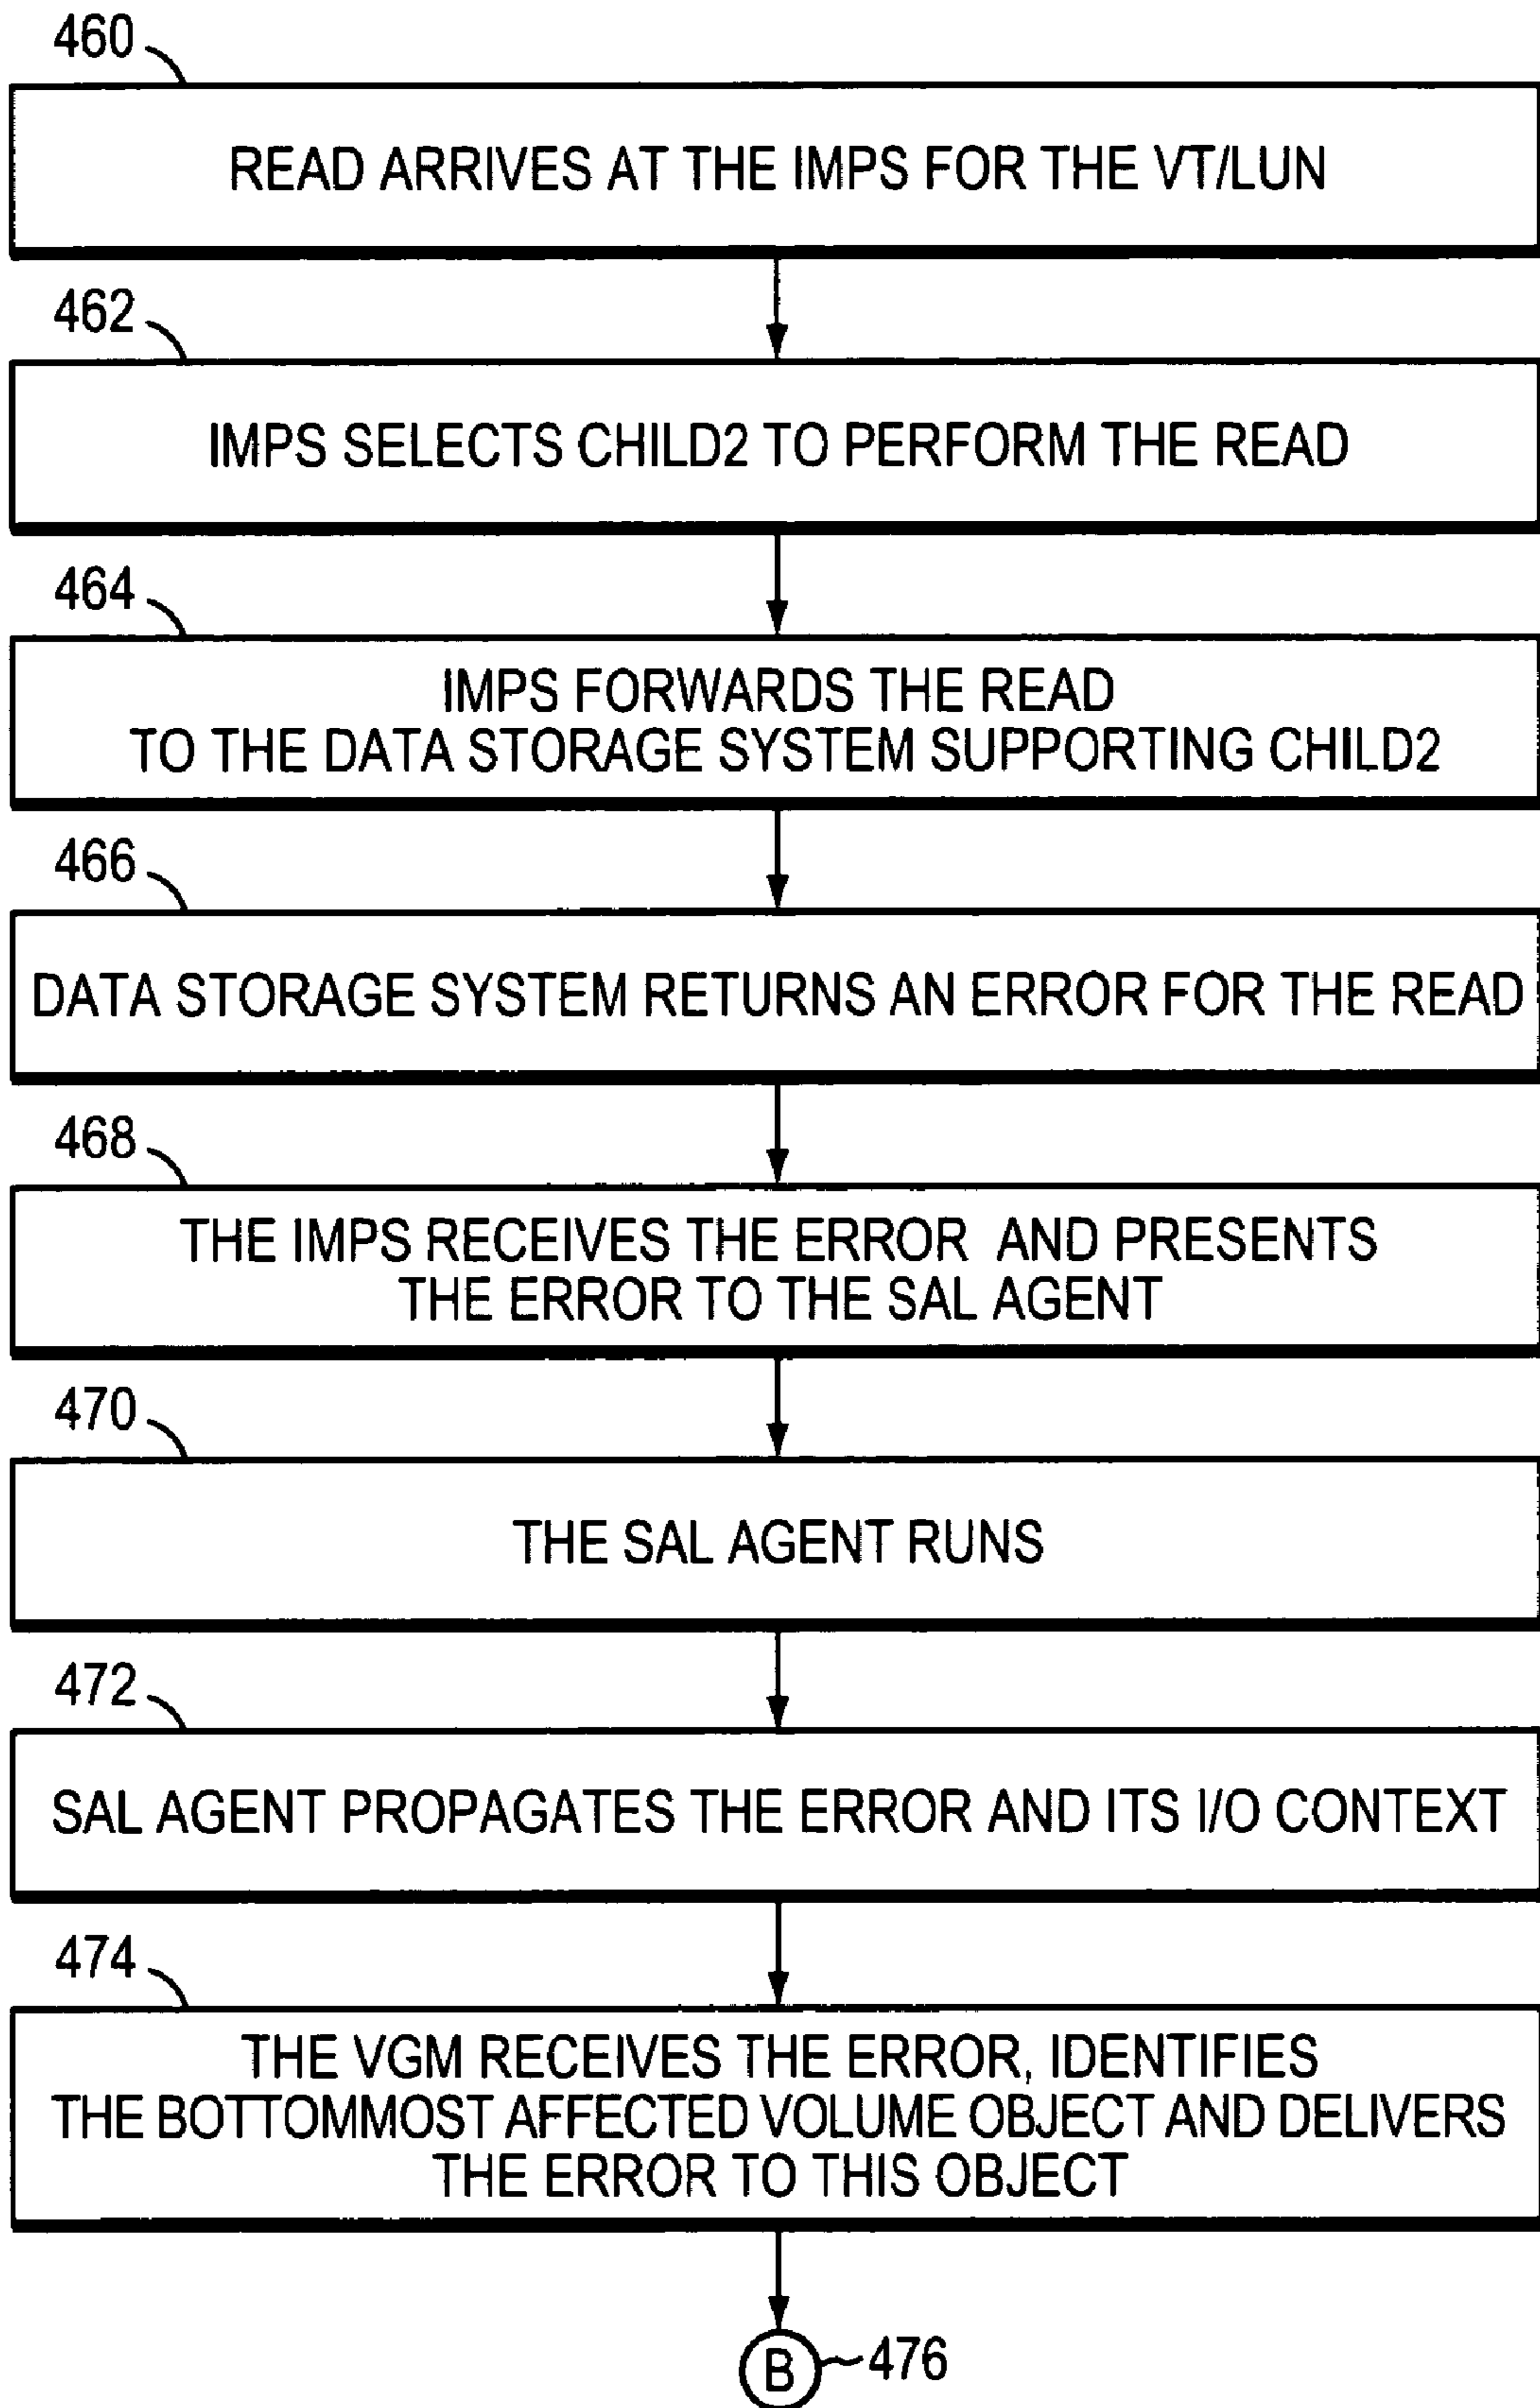 460
READ ARRIVES AT THE IMPS FOR THE VT/LUN
462
IMPS SELECTS CHILD2 TO PERFORM THE READ
464
IMPS FORWARDS THE READ
TO THE DATA STORAGE SYSTEM SUPPORTING CHILD2
466
DATA STORAGE SYSTEM RETURNS AN ERROR FOR THE READ
468
THE IMPS RECEIVES THE ERROR AND PRESENTS
THE ERROR TO THE SAL AGENT
470
THE SAL AGENT RUNS
472
SAL AGENT PROPAGATES THE ERROR AND ITS I/O CONTEXT
474
THE VGM RECEIVES THE ERROR, IDENTIFIES
THE BOTTOMMOST AFFECTED VOLUME OBJECT AND DELIVERS
THE ERROR TO THIS OBJECT
B 476